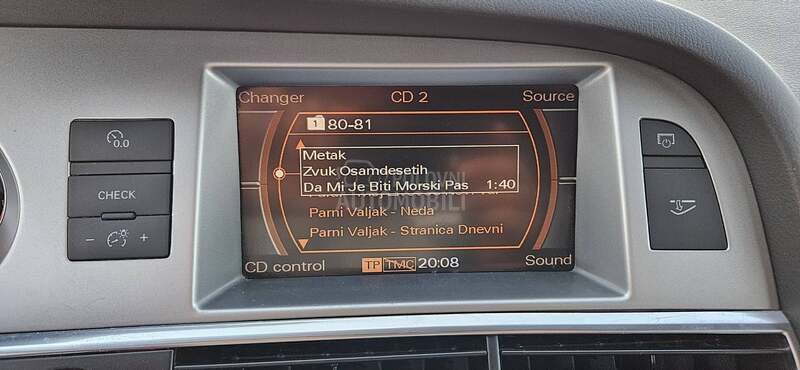 Changer CD 2 Source
1 80-81
0.0
Metak
Zvuk Osamdesetih
Da Mi Je Biti Morski Pas 1:40
CHECK
AUTOMOBILI
Parni Valjak - Neda
Parni Valjak - Stranica Dnevni
- +
CD control TP TMC 20:08 Sound